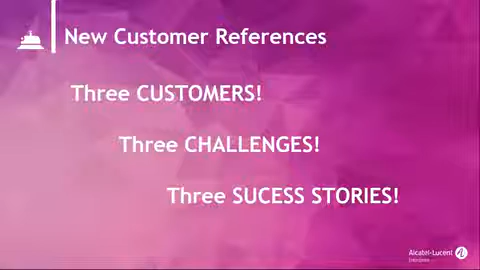 New Customer References
Three CUSTOMERS!
Three CHALLENGES!
Three SUCESS STORIES!
Alcatel-Lucent
Enterprise